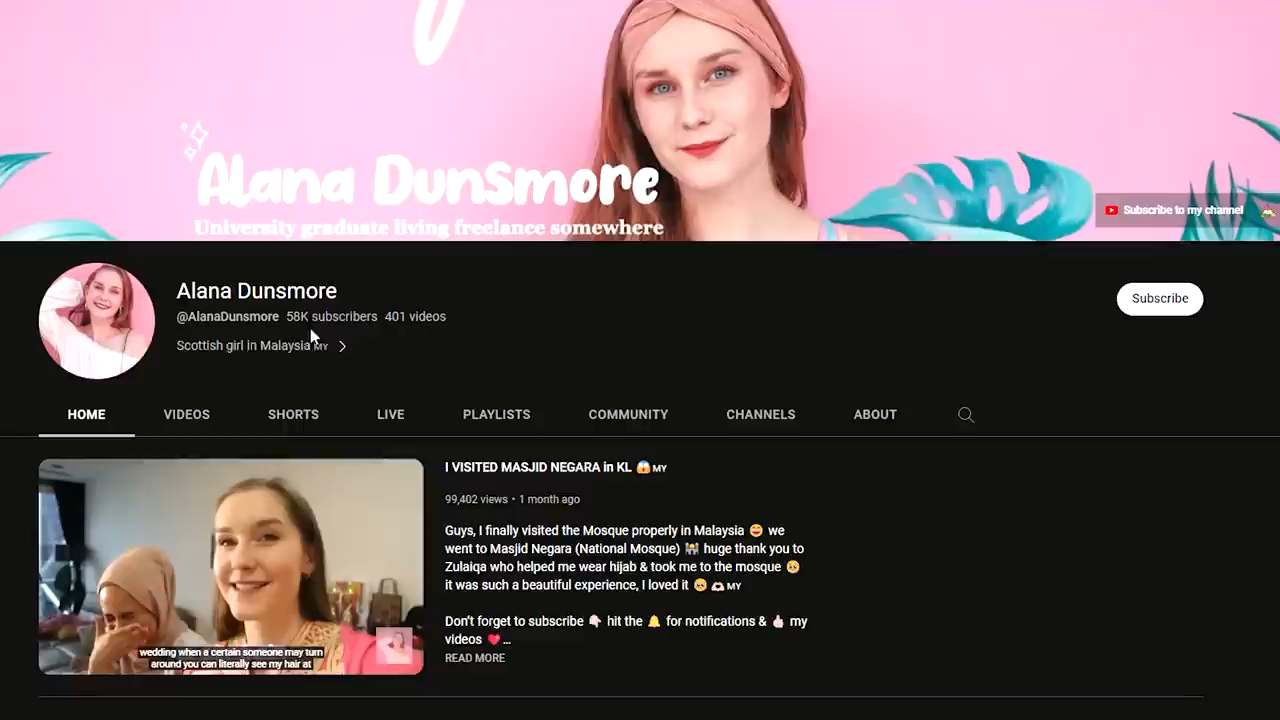 Alana Dunsmore
University graduate living freelance somewhere
Subscribe to my channel
Alana Dunsmore
@AlanaDunsmore 58K subscribers 401 videos
Scottish girl in Malaysia MY
Subscribe
HOME VIDEOS SHORTS LIVE PLAYLISTS COMMUNITY CHANNELS ABOUT
I VISITED MASJID NEGARA in KL 😱 MY
99,402 views • 1 month ago
Guys, I finally visited the Mosque properly in Malaysia 😄 we
went to Masjid Negara (National Mosque) 🕌 huge thank you to
Zulaiqa who helped me wear hijab & took me to the mosque 🥹
it was such a beautiful experience, I loved it 🥹 🫶🏻 MY
Don't forget to subscribe 👇🏻 hit the 🔔 for notifications & 👍🏻 my
videos ❤️ ...
READ MORE
wedding when a certain someone may turn
around you can literally see my hair at